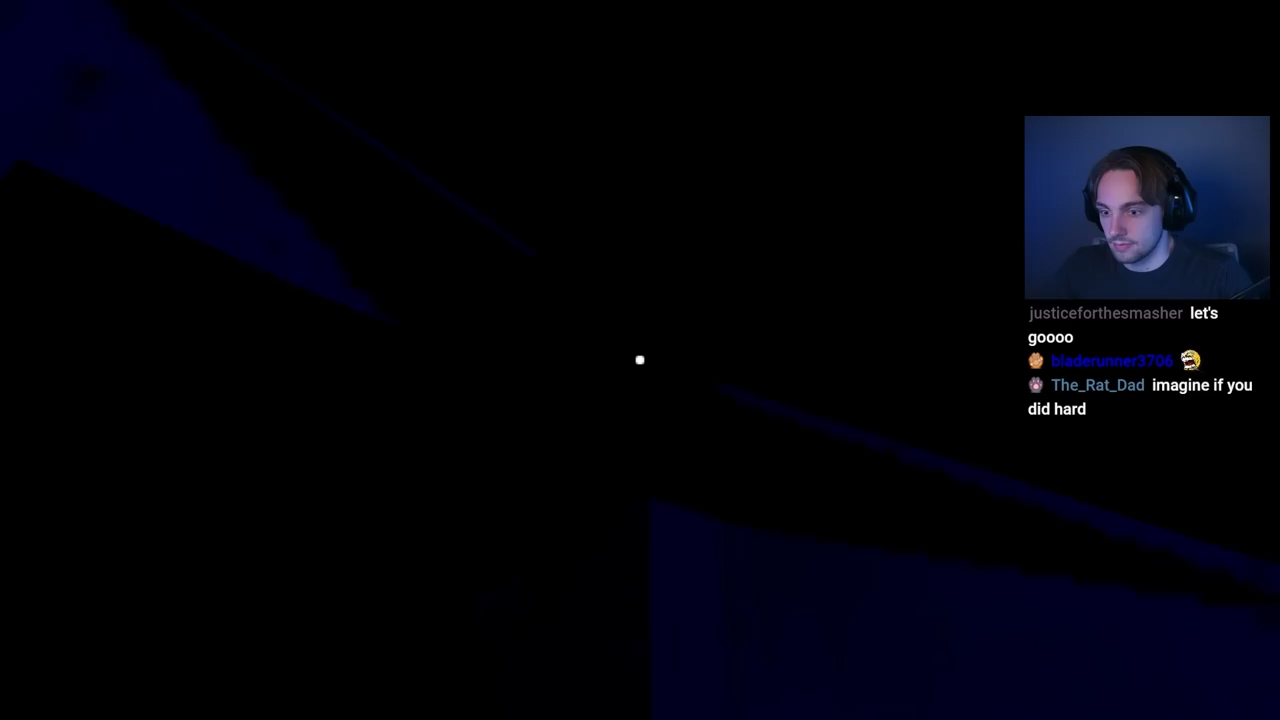 justiceforthesmasher let's
goooo
bladerunner3706
The_Rat_Dad imagine if you
did hard